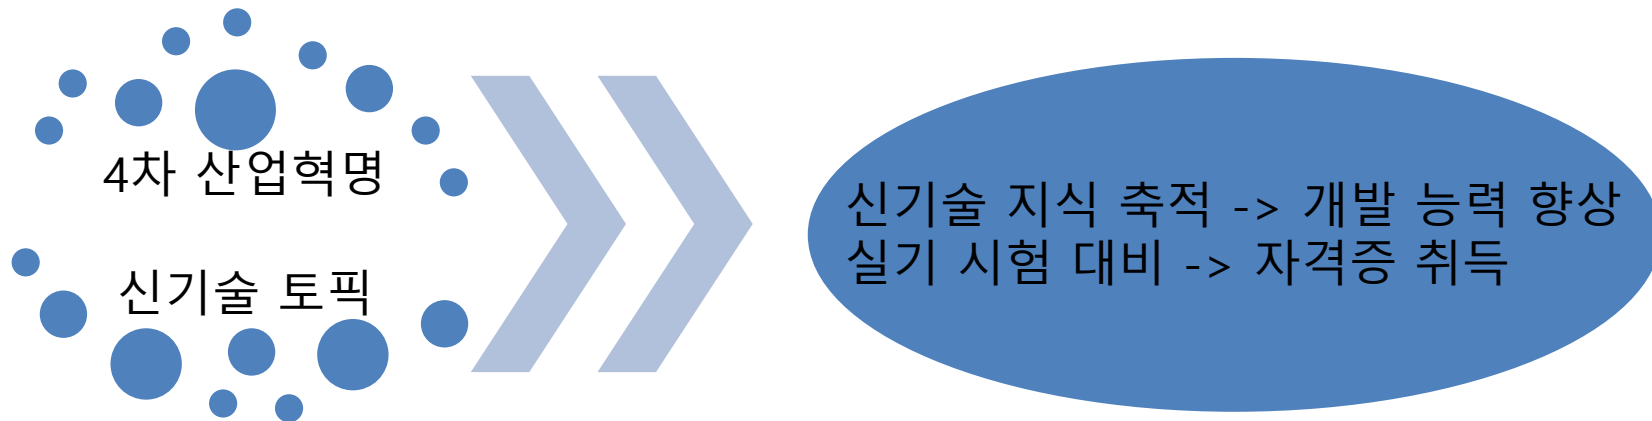 4차 산업혁명
신기술 토픽
신기술 지식 축적 -> 개발 능력 향상
실기 시험 대비 -> 자격증 취득